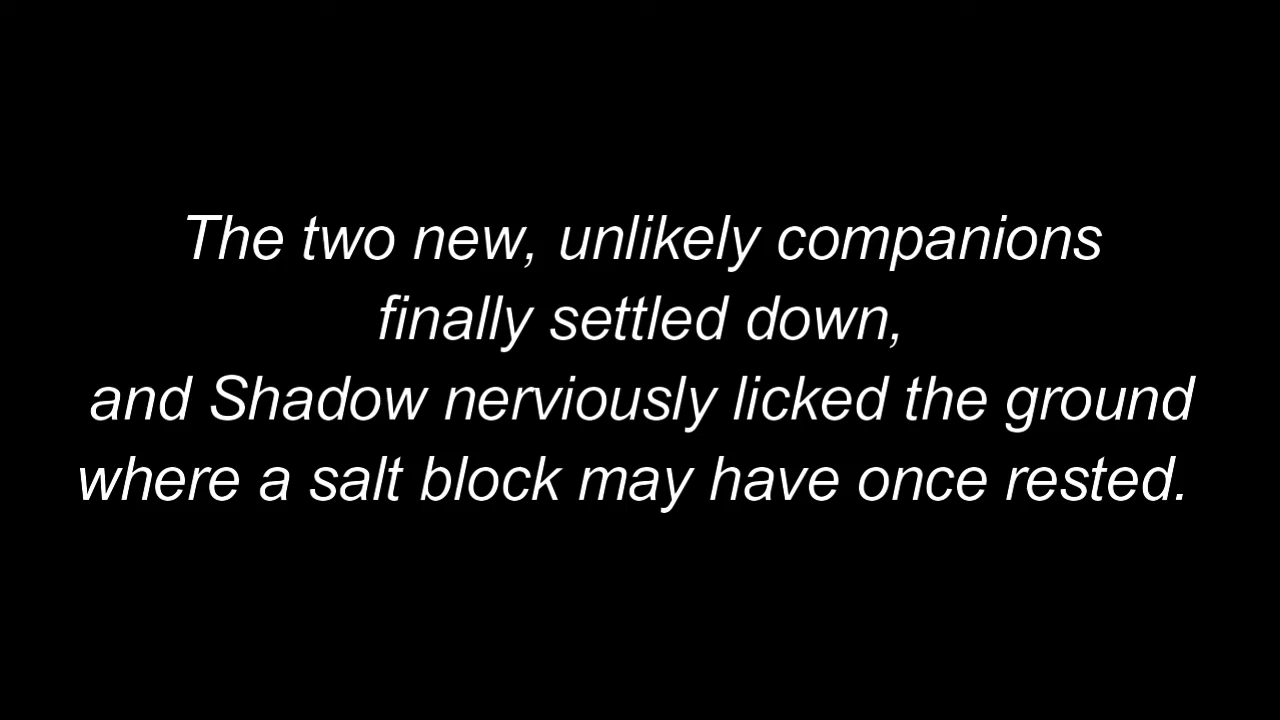 The two new, unlikely companions
finally settled down,
and Shadow nerviously licked the ground
where a salt block may have once rested.